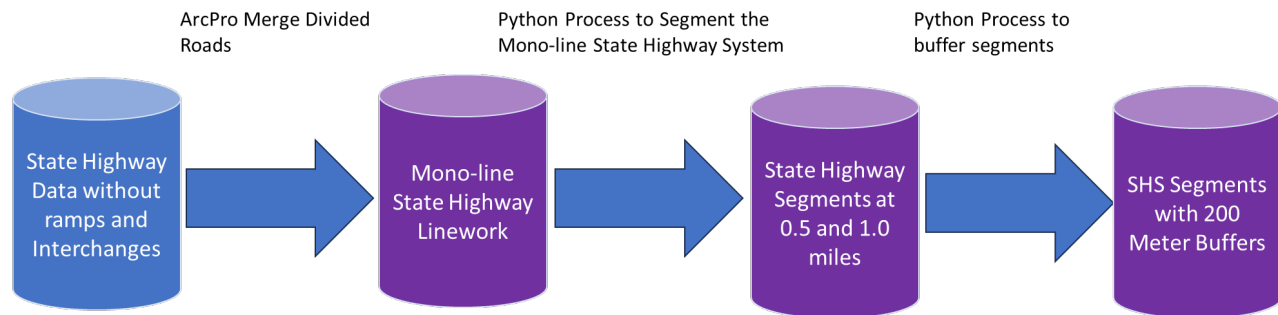 ArcPro Merge Divided
Roads
Python Process to Segment the
Mono-line State Highway System
Python Process to
buffer segments
State Highway
Data without
ramps and
Interchanges
Mono-line
State Highway
Linework
State Highway
Segments at
0.5 and 1.0
miles
SHS Segments
with 200
Meter Buffers